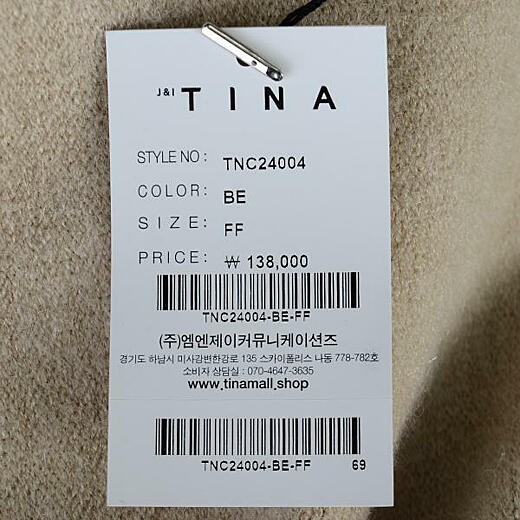 J&I TINA
STYLE NO : TNC24004
COLOR: BE
SIZE: FF
PRICE: ₩ 138,000
TNC24004-BE-FF
(주)엠엔제이커뮤니케이션즈
경기도 하남시 미사강변한강로 135 스카이폴리스 나동 778-782호
소비자 상담실 : 070-4647-3635
www.tinamall.shop
TNC24004-BE-FF 69